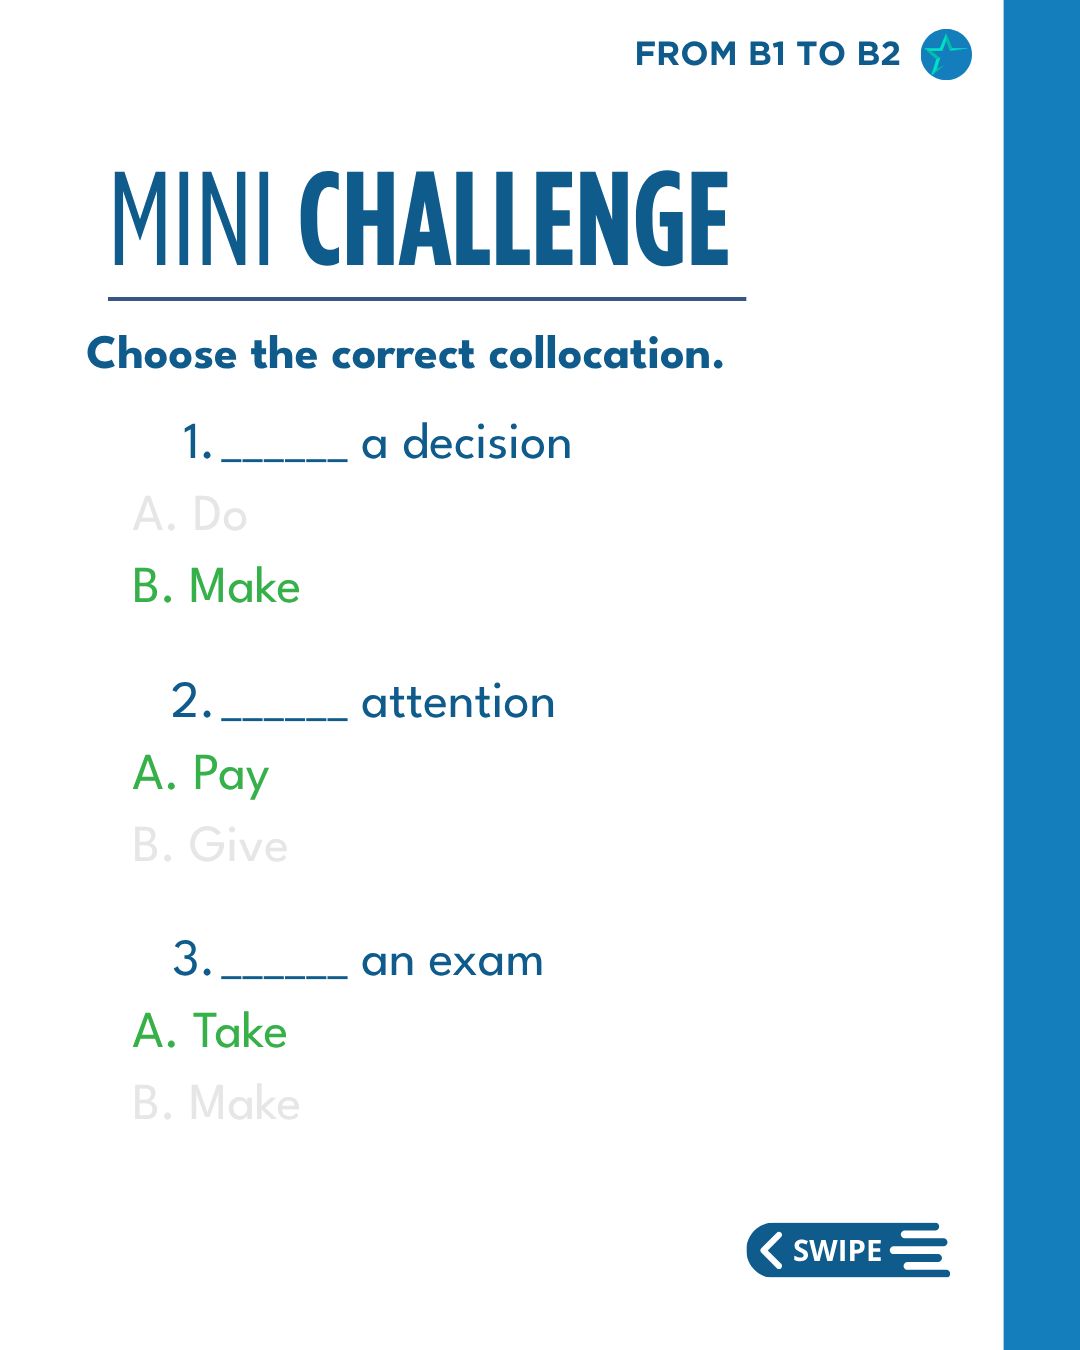 FROM B1 TO B2
MINI CHALLENGE
Choose the correct collocation.
1. ______ a decision
A. Do
B. Make
2. ______ attention
A. Pay
B. Give
3. ______ an exam
A. Take
B. Make
SWIPE